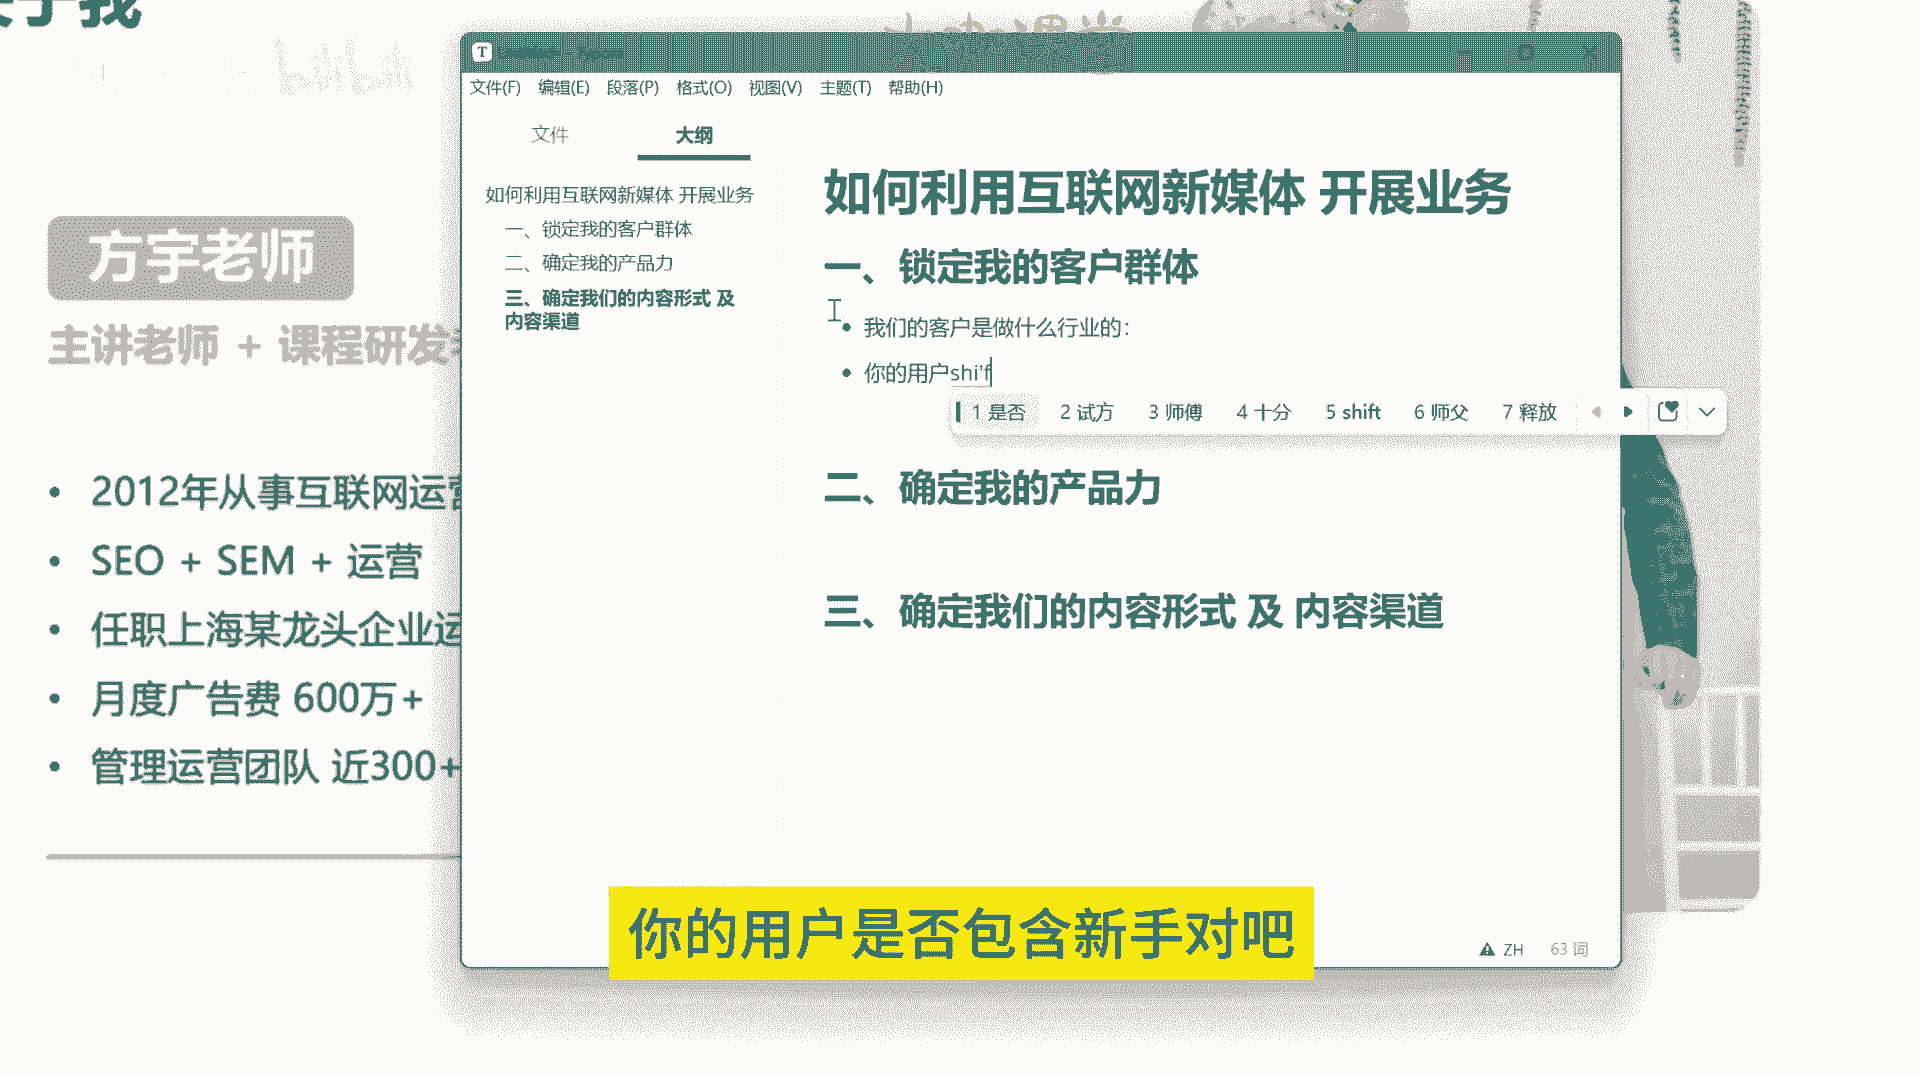 关于我
bilibili
方宇老师
主讲老师 + 课程研发
• 2012年从事互联网运营
• SEO + SEM + 运营
• 任职上海某龙头企业运
• 月度广告费 600万+
• 管理运营团队 近300+
T
文件(F) 编辑(E) 段落(P) 格式(O) 视图(V) 主题(T) 帮助(H)
文件 大纲
如何利用互联网新媒体 开展业务
一、锁定我的客户群体
二、确定我的产品力
三、确定我们的内容形式 及
内容渠道
如何利用互联网新媒体 开展业务
一、锁定我的客户群体
• 我们的客户是做什么行业的：
• 你的用户shi'f
1 是否 2 试方 3 师傅 4 十分 5 shift 6 师父 7 释放
二、确定我的产品力
三、确定我们的内容形式 及 内容渠道
ZH 63 词
你的用户是否包含新手对吧